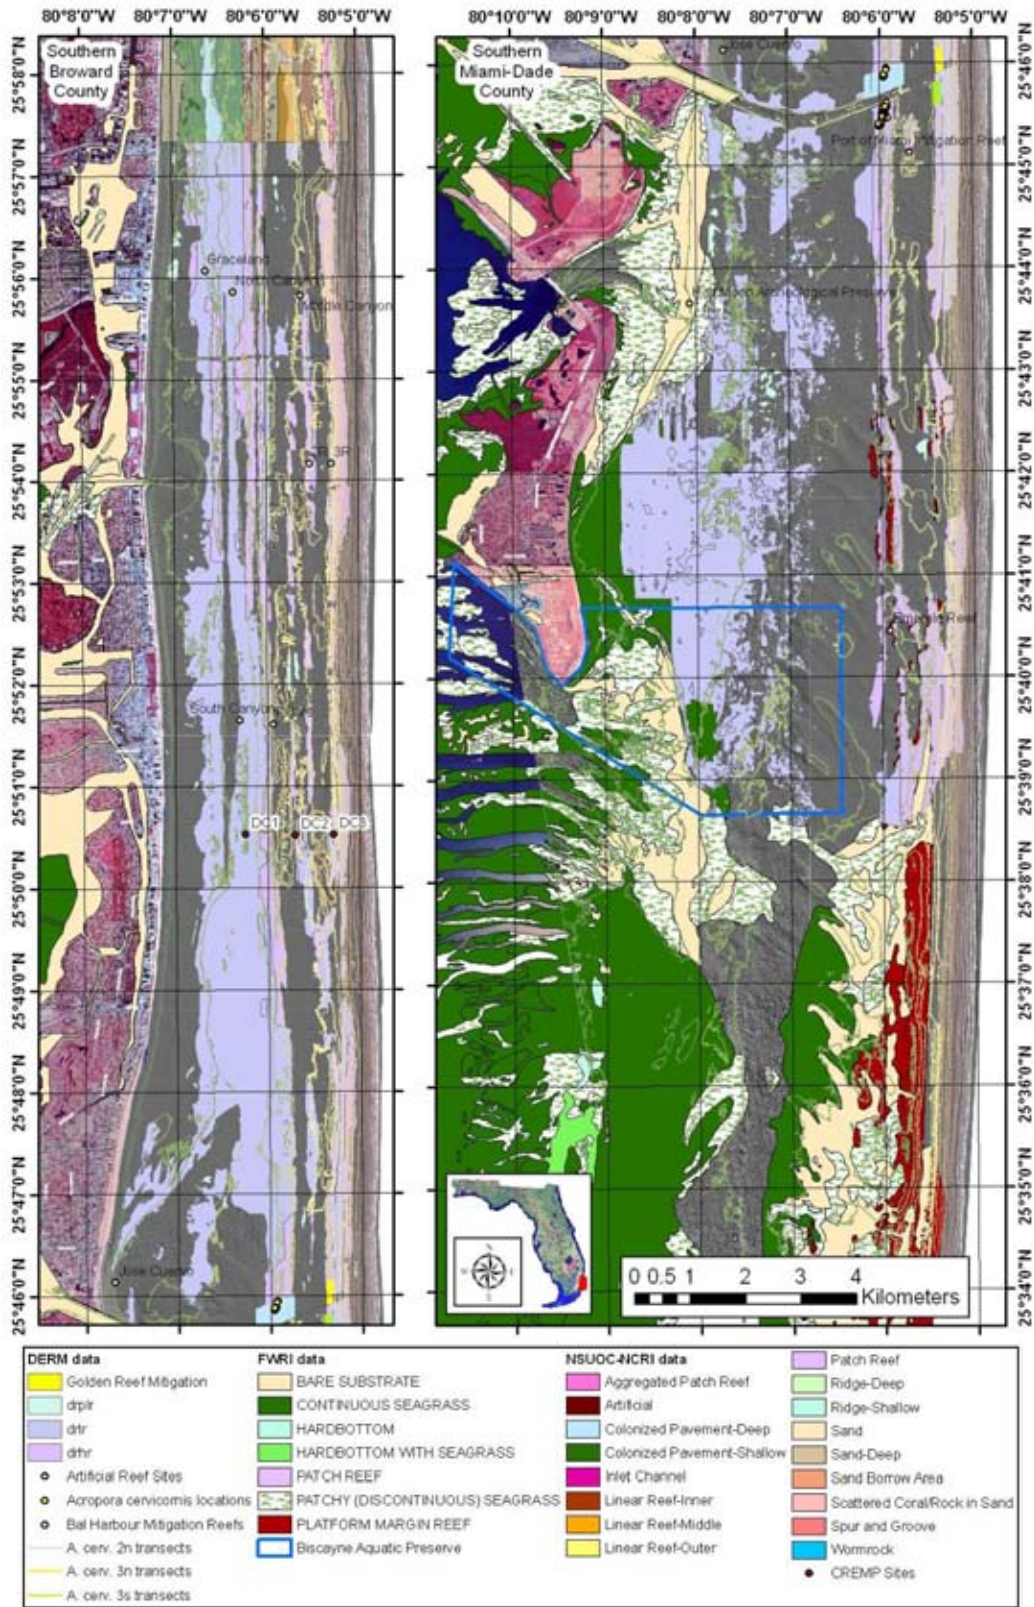 80°8'0"W 80°7'0"W 80°6'0"W 80°5'0"W
80°10'0"W 80°9'0"W 80°8'0"W 80°7'0"W 80°6'0"W 80°5'0"W
Southern
Broward
County
25°58'0"N
25°57'0"N
25°56'0"N
25°55'0"N
25°54'0"N
25°53'0"N
25°52'0"N
25°51'0"N
25°50'0"N
25°49'0"N
25°48'0"N
25°47'0"N
25°46'0"N
Graceland
North Canyon
Middle Canyon
3R
South Canyon
DC1 DC2 DC3
Jose Cuervo
Southern
Miami-Dade
County
Jose Cuervo
Port of Miami Mitigation Reef
Half Moon Archeological Preserve
Emerald Reef
25°46'0"N
25°45'0"N
25°44'0"N
25°43'0"N
25°42'0"N
25°41'0"N
25°40'0"N
25°39'0"N
25°38'0"N
25°37'0"N
25°36'0"N
25°35'0"N
25°34'0"N
0 0.5 1 2 3 4
Kilometers
DERM data
Golden Reef Mitigation
drplr
drlr
drhr
Artificial Reef Sites
Acropora cervicornis locations
Bal Harbour Mitigation Reefs
A. cerv. 2n transects
A. cerv. 3n transects
A. cerv. 3s transects
FWRI data
BARE SUBSTRATE
CONTINUOUS SEAGRASS
HARDBOTTOM
HARDBOTTOM WITH SEAGRASS
PATCH REEF
PATCHY (DISCONTINUOUS) SEAGRASS
PLATFORM MARGIN REEF
Biscayne Aquatic Preserve
NSUOC-NCRI data
Aggregated Patch Reef
Artificial
Colonized Pavement-Deep
Colonized Pavement-Shallow
Inlet Channel
Linear Reef-Inner
Linear Reef-Middle
Linear Reef-Outer
Patch Reef
Ridge-Deep
Ridge-Shallow
Sand
Sand-Deep
Sand Borrow Area
Scattered Coral/Rock in Sand
Spur and Groove
Wormrock
CREMP Sites